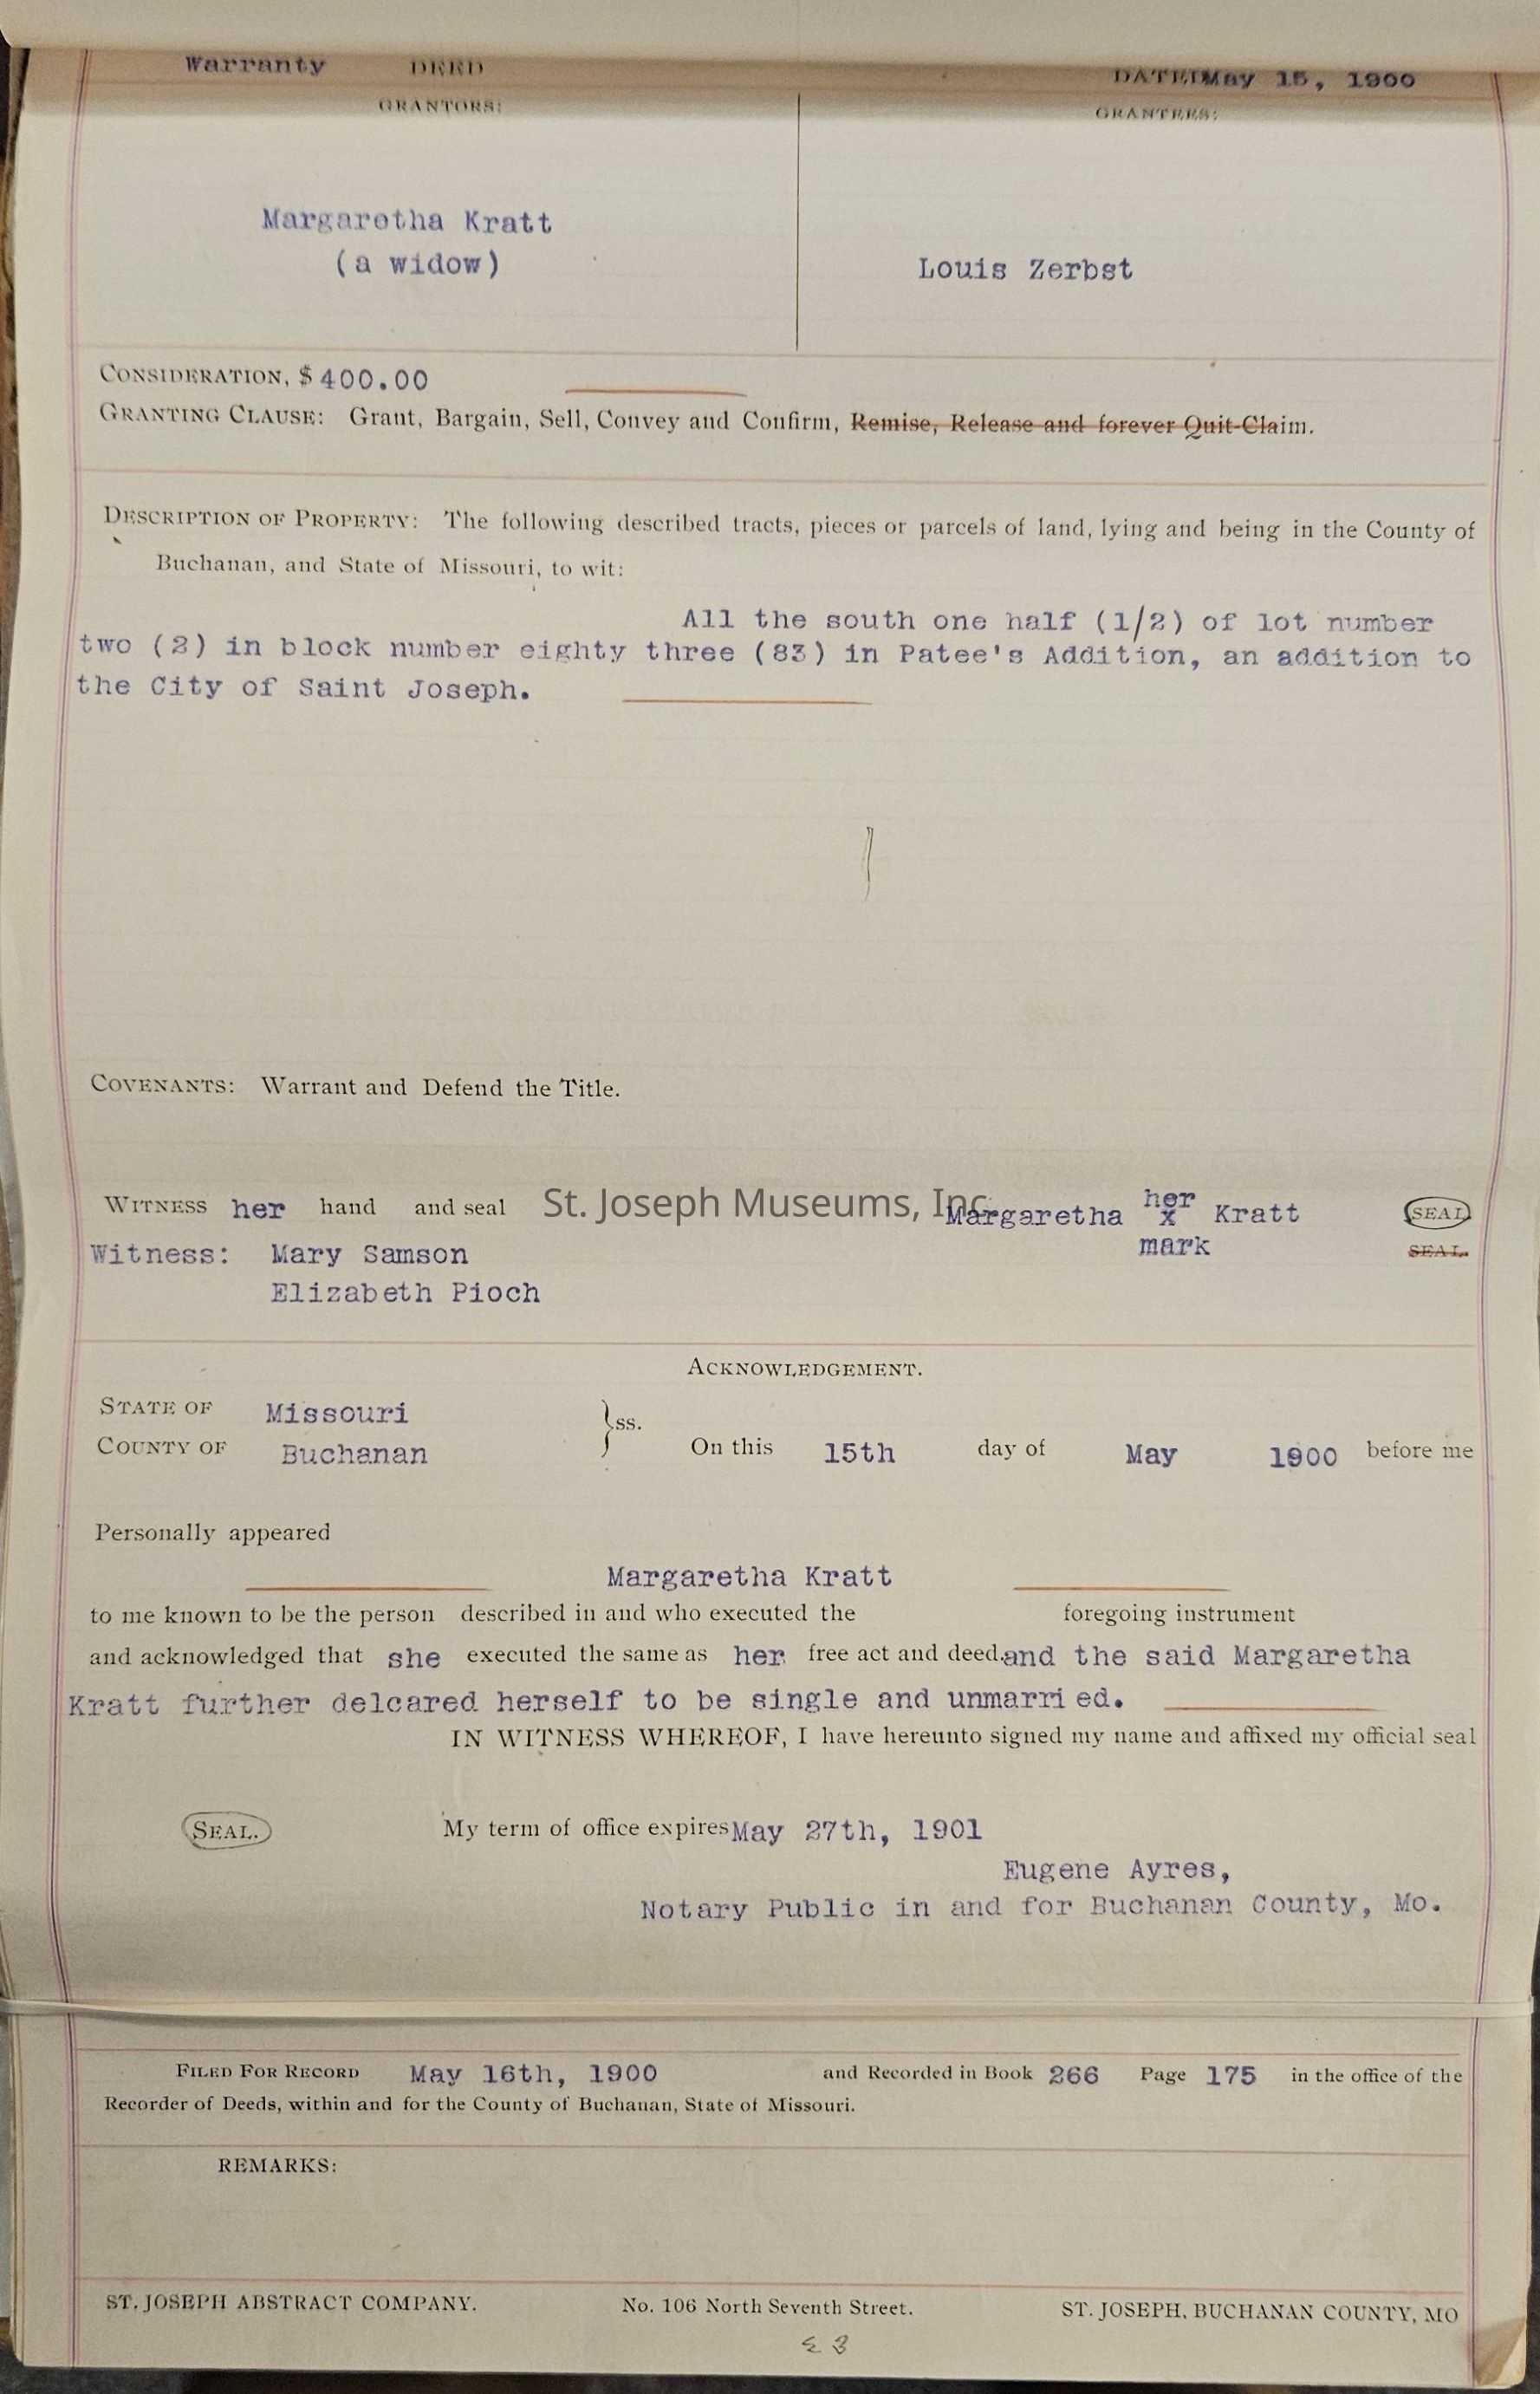 Warranty DEED DATED May 15, 1900
GRANTORS: GRANTEES:
Margaretha Kratt
(a widow)
Louis Zerbst
CONSIDERATION, $ 400.00
GRANTING CLAUSE: Grant, Bargain, Sell, Convey and Confirm, Remise, Release and forever Quit-Claim.
DESCRIPTION OF PROPERTY: The following described tracts, pieces or parcels of land, lying and being in the County of
Buchanan, and State of Missouri, to wit:
All the south one half (1/2) of lot number
two (2) in block number eighty three (83) in Patee's Addition, an addition to
the City of Saint Joseph.
COVENANTS: Warrant and Defend the Title.
WITNESS her hand and seal St. Joseph Museums, Inc. Margaretha her x mark Kratt SEAL
Witness: Mary Samson SEAL.
Elizabeth Pioch
ACKNOWLEDGEMENT.
STATE OF Missouri
COUNTY OF Buchanan } ss. On this 15th day of May 1900 before me
Personally appeared
Margaretha Kratt
to me known to be the person described in and who executed the foregoing instrument
and acknowledged that she executed the same as her free act and deed. and the said Margaretha
Kratt further delcared herself to be single and unmarried.
IN WITNESS WHEREOF, I have hereunto signed my name and affixed my official seal
SEAL. My term of office expires May 27th, 1901
Eugene Ayres,
Notary Public in and for Buchanan County, Mo.
FILED FOR RECORD May 16th, 1900 and Recorded in Book 266 Page 175 in the office of the
Recorder of Deeds, within and for the County of Buchanan, State of Missouri.
REMARKS:
ST. JOSEPH ABSTRACT COMPANY. No. 106 North Seventh Street. ST. JOSEPH, BUCHANAN COUNTY, MO